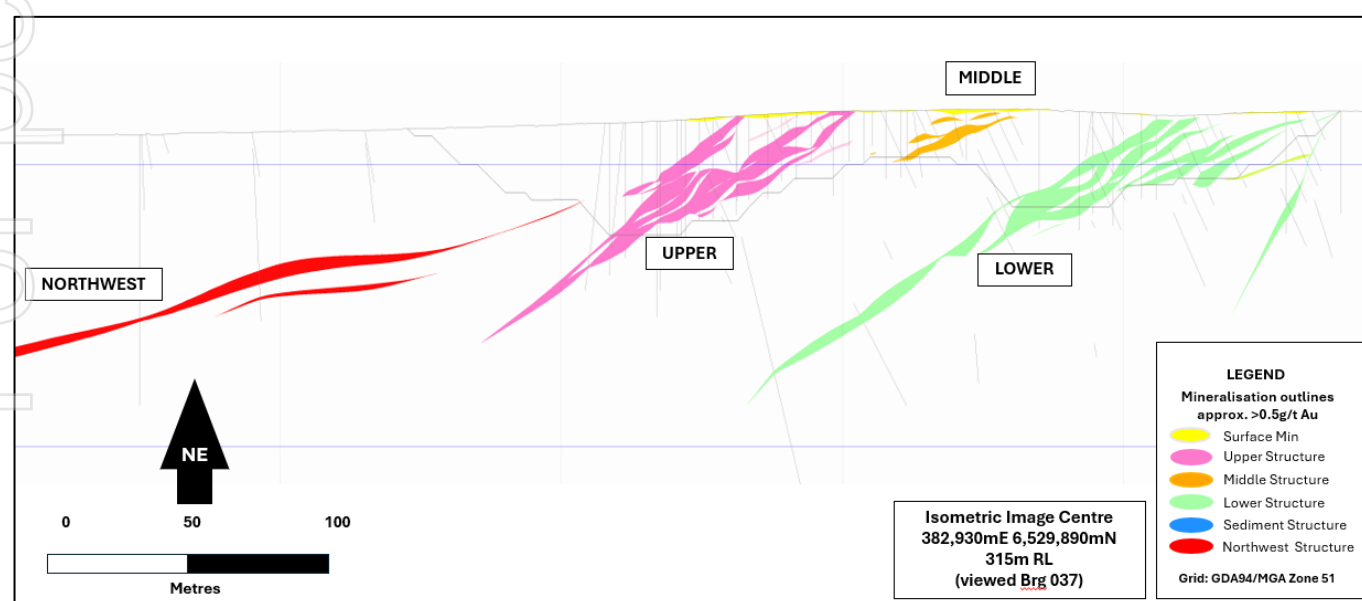 MIDDLE
UPPER
NORTHWEST
LOWER
LEGEND
Mineralisation outlines
approx. >0.5g/t Au
Surface Min
Upper Structure
Middle Structure
Lower Structure
Sediment Structure
Northwest Structure
Grid: GDA94/MGA Zone 51
NE
0 50 100
Metres
Isometric Image Centre
382,930mE 6,529,890mN
315m RL
(viewed Brg 037)